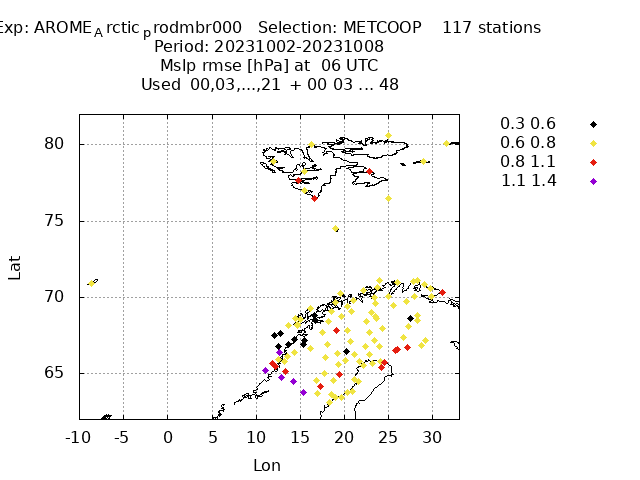 Exp: AROME_Arctic_prodmbr000 Selection: METCOOP 117 stations
Period: 20231002-20231008
Mslp rmse [hPa] at 06 UTC
Used 00,03,...,21 + 00 03 ... 48
0.3 0.6
0.6 0.8
0.8 1.1
1.1 1.4
80
75
70
65
Lat
-10 -5 0 5 10 15 20 25 30
Lon